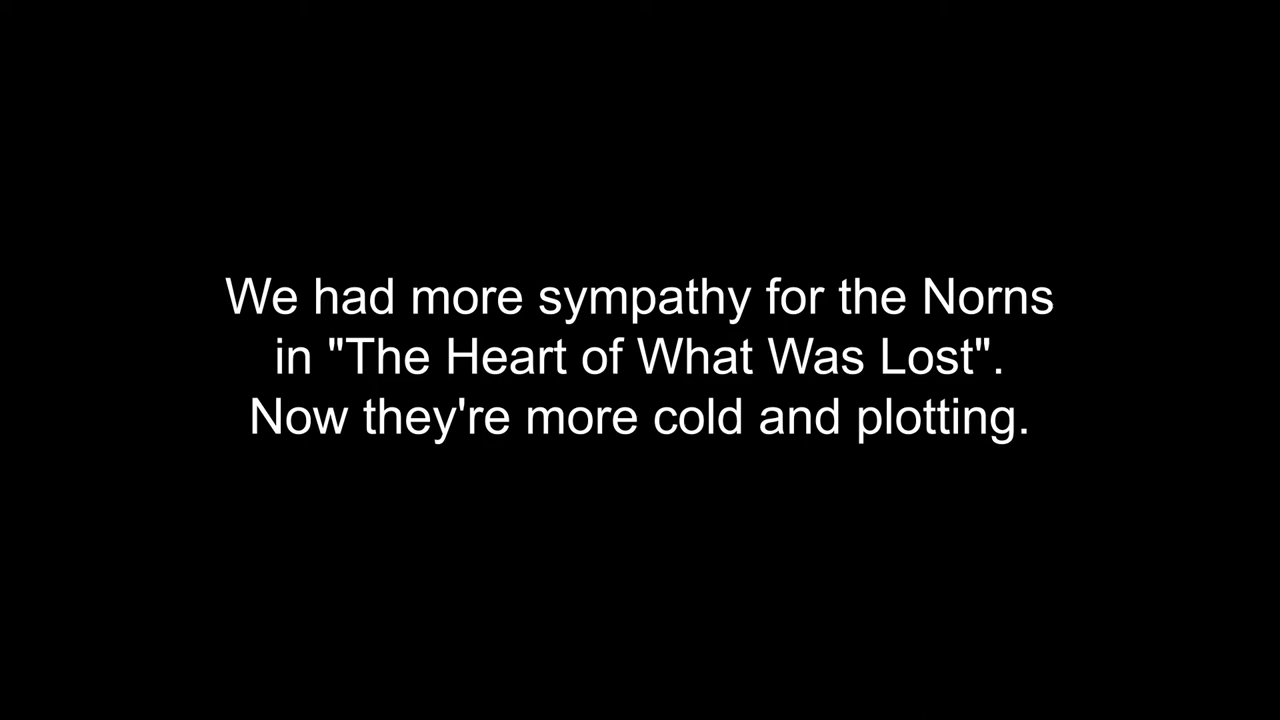 We had more sympathy for the Norns
in "The Heart of What Was Lost".
Now they're more cold and plotting.